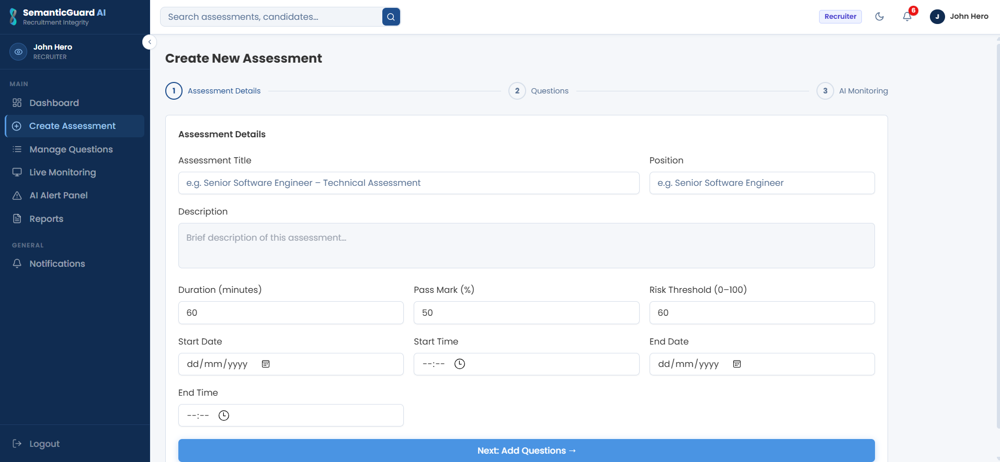 SemanticGuard AI
Recruitment Integrity
Search assessments, candidates...
Recruiter
6
J
John Hero
John Hero
RECRUITER
MAIN
Dashboard
Create Assessment
Manage Questions
Live Monitoring
AI Alert Panel
Reports
GENERAL
Notifications
Logout
Create New Assessment
1 Assessment Details
2 Questions
3 AI Monitoring
Assessment Details
Assessment Title
Position
e.g. Senior Software Engineer – Technical Assessment
e.g. Senior Software Engineer
Description
Brief description of this assessment...
Duration (minutes)
Pass Mark (%)
Risk Threshold (0–100)
60
50
60
Start Date
Start Time
End Date
dd/mm/yyyy
--:--
dd/mm/yyyy
End Time
--:--
Next: Add Questions →